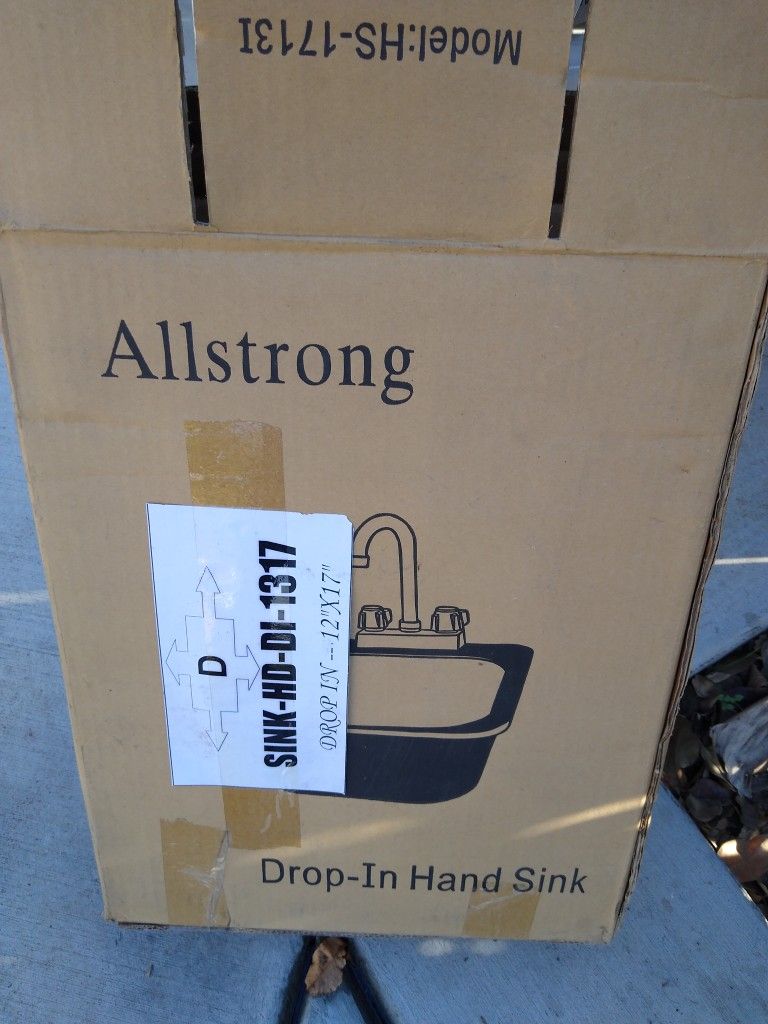 Model:HS-1713I
Allstrong
D
SINK-HD-DI-1317
DROP IN -- 12"X17"
Drop-In Hand Sink